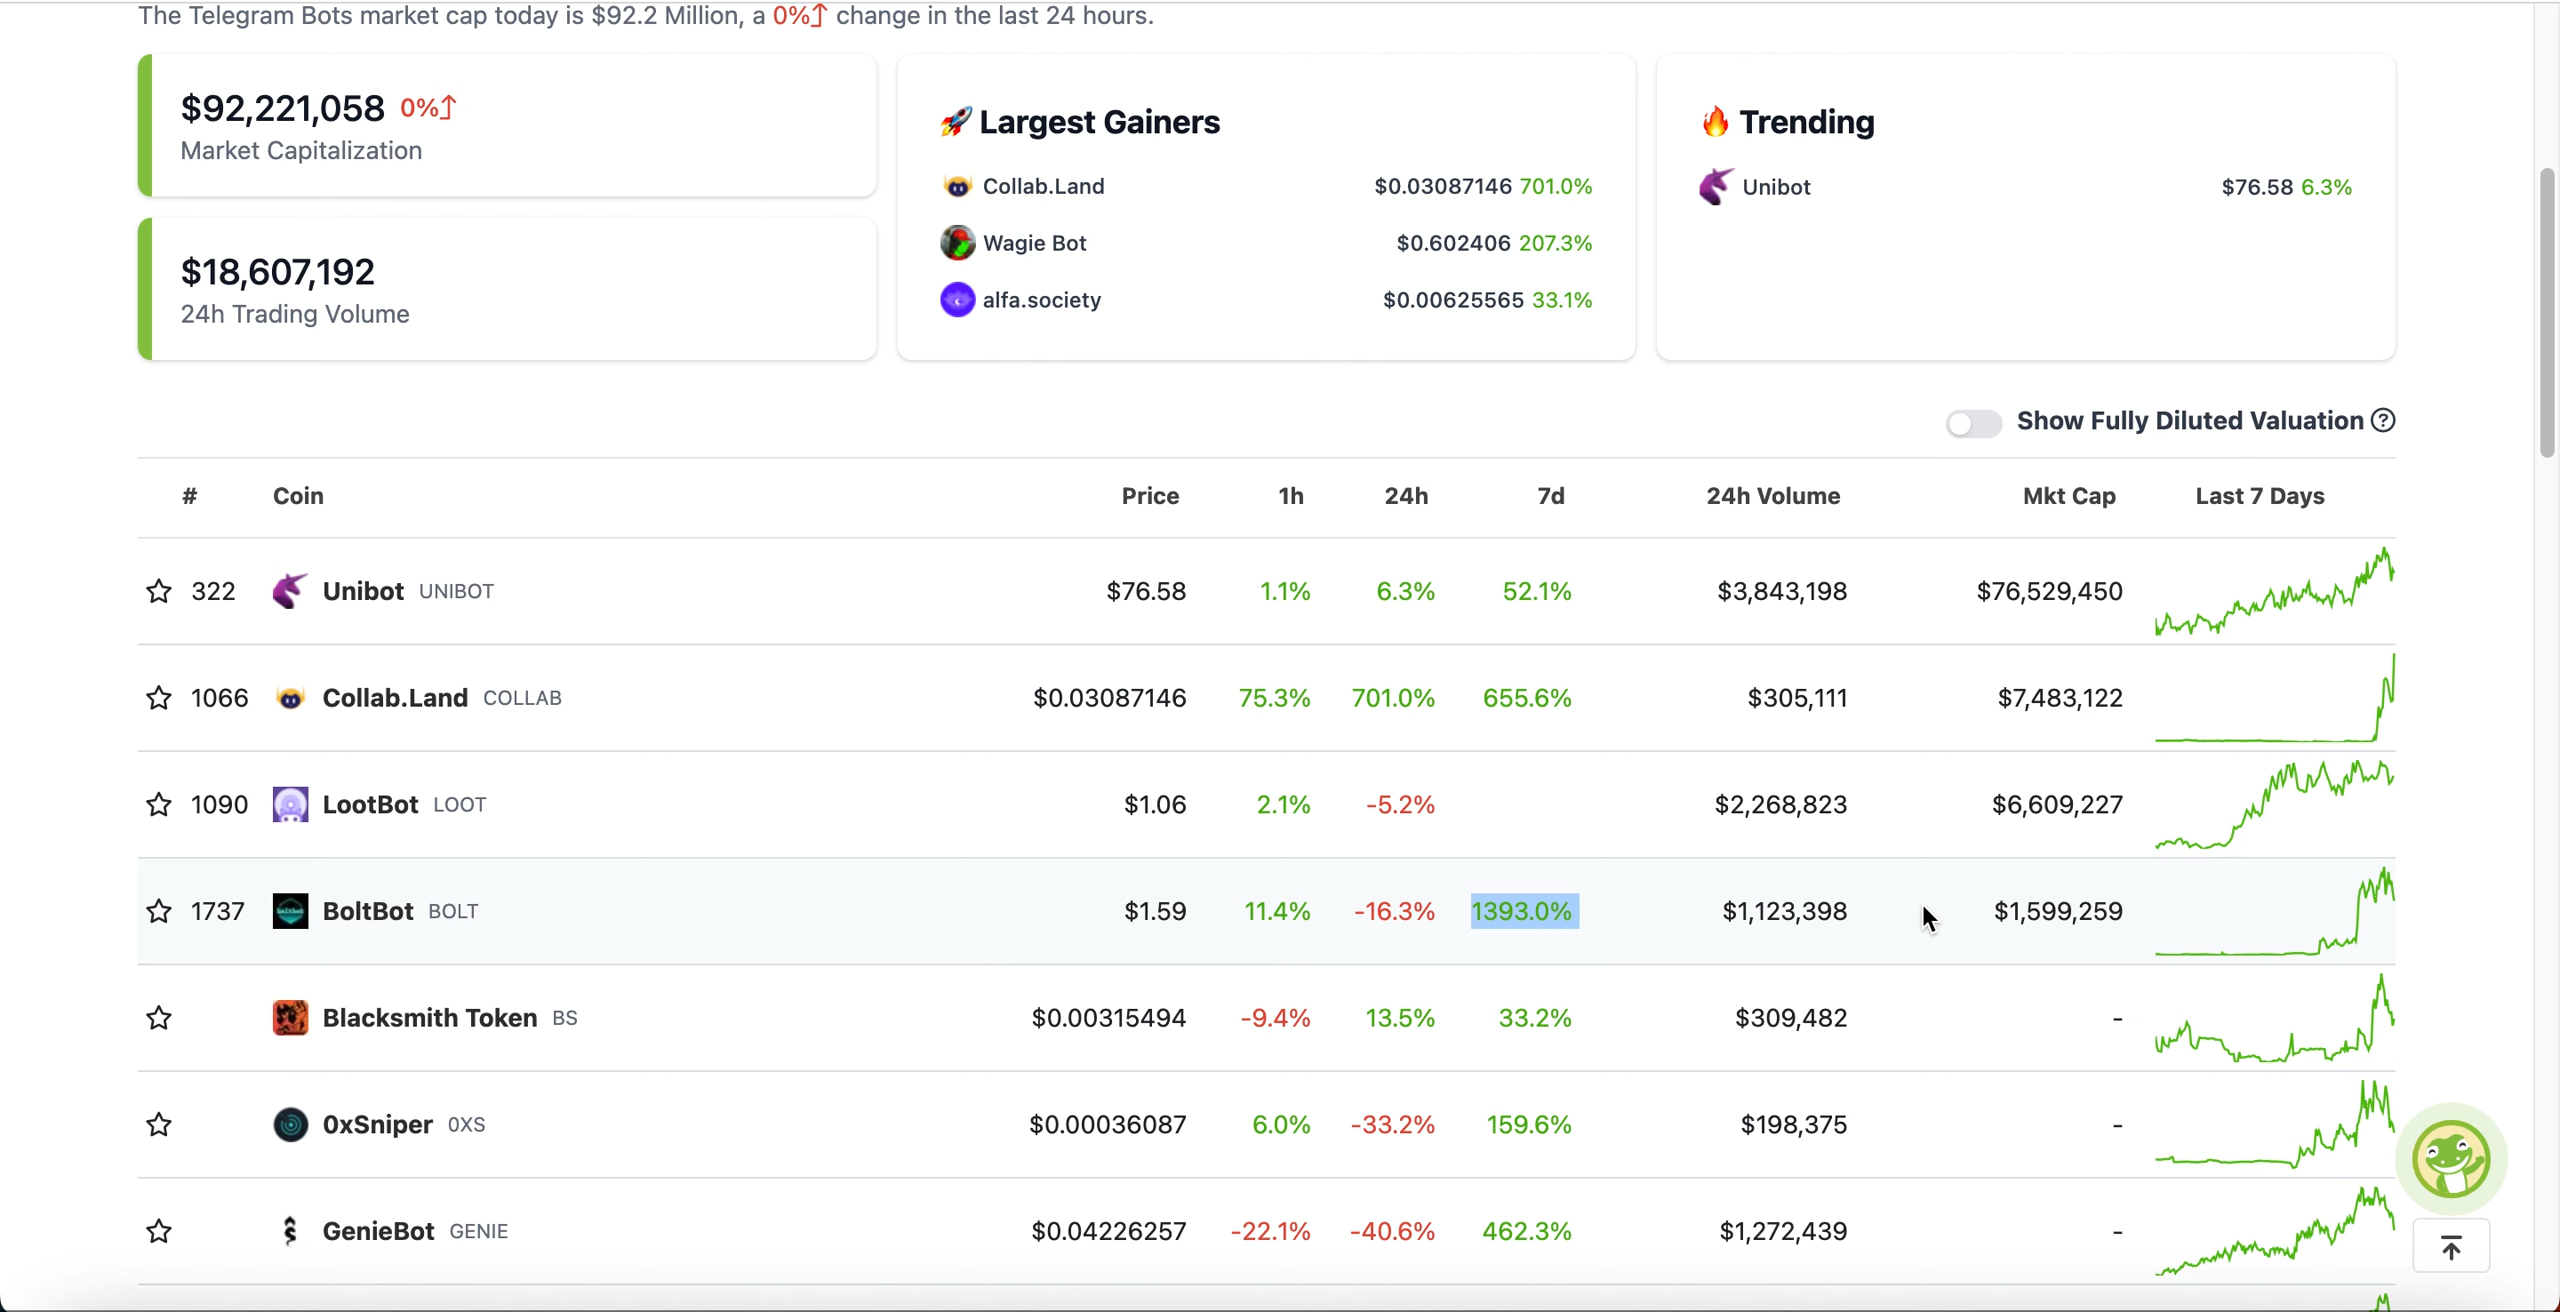 The Telegram Bots market cap today is $92.2 Million, a 0% change in the last 24 hours.
$92,221,058 0%
Market Capitalization
$18,607,192
24h Trading Volume
🚀 Largest Gainers
Collab.Land $0.03087146 701.0%
Wagie Bot $0.602406 207.3%
alfa.society $0.00625565 33.1%
🔥 Trending
Unibot $76.58 6.3%
Show Fully Diluted Valuation ?
# Coin Price 1h 24h 7d 24h Volume Mkt Cap Last 7 Days
322 Unibot UNIBOT $76.58 1.1% 6.3% 52.1% $3,843,198 $76,529,450
1066 Collab.Land COLLAB $0.03087146 75.3% 701.0% 655.6% $305,111 $7,483,122
1090 LootBot LOOT $1.06 2.1% -5.2% $2,268,823 $6,609,227
1737 BoltBot BOLT $1.59 11.4% -16.3% 1393.0% $1,123,398 $1,599,259
Blacksmith Token BS $0.00315494 -9.4% 13.5% 33.2% $309,482 -
0xSniper 0XS $0.00036087 6.0% -33.2% 159.6% $198,375 -
GenieBot GENIE $0.04226257 -22.1% -40.6% 462.3% $1,272,439 -